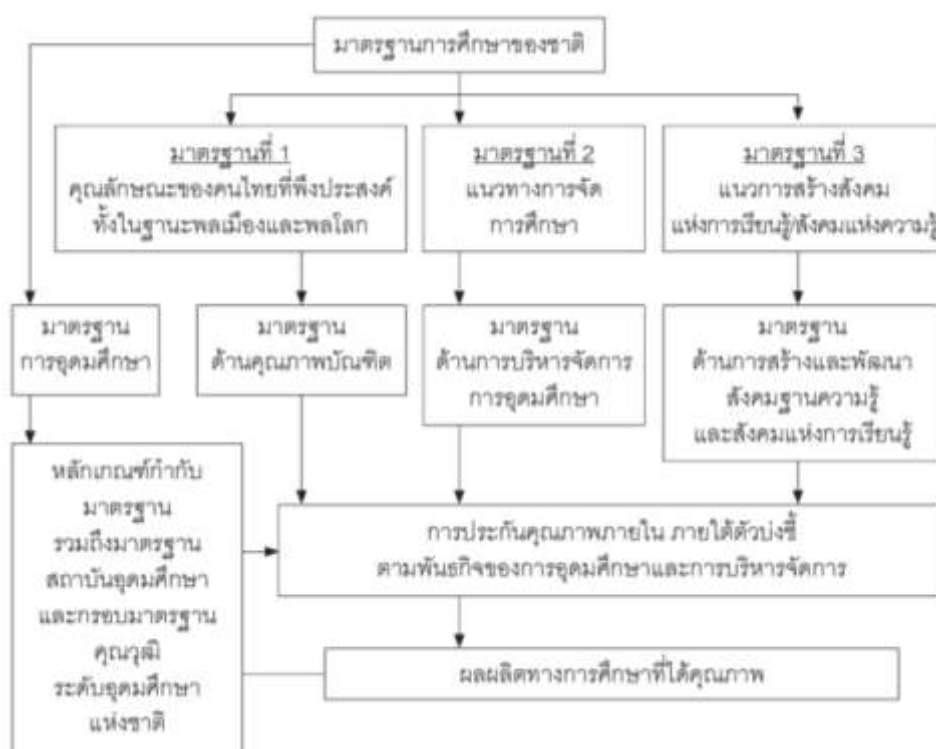 มาตรฐานการศึกษาของชาติ
มาตรฐานที่ 1
คุณลักษณะของคนไทยที่พึงประสงค์
ทั้งในฐานะพลเมืองและพลโลก
มาตรฐานที่ 2
แนวทางการจัด
การศึกษา
มาตรฐานที่ 3
แนวการสร้างสังคม
แห่งการเรียนรู้/สังคมแห่งความรู้
มาตรฐาน
การอุดมศึกษา
มาตรฐาน
ด้านคุณภาพบัณฑิต
มาตรฐาน
ด้านการบริหารจัดการ
การอุดมศึกษา
มาตรฐาน
ด้านการสร้างและพัฒนา
สังคมฐานความรู้
และสังคมแห่งการเรียนรู้
หลักเกณฑ์กำกับ
มาตรฐาน
รวมถึงมาตรฐาน
สถาบันอุดมศึกษา
และกรอบมาตรฐาน
คุณวุฒิ
ระดับอุดมศึกษา
แห่งชาติ
การประกันคุณภาพภายใน ภายใต้ตัวบ่งชี้
ตามพันธกิจของการอุดมศึกษาและการบริหารจัดการ
ผลผลิตทางการศึกษาที่ได้คุณภาพ